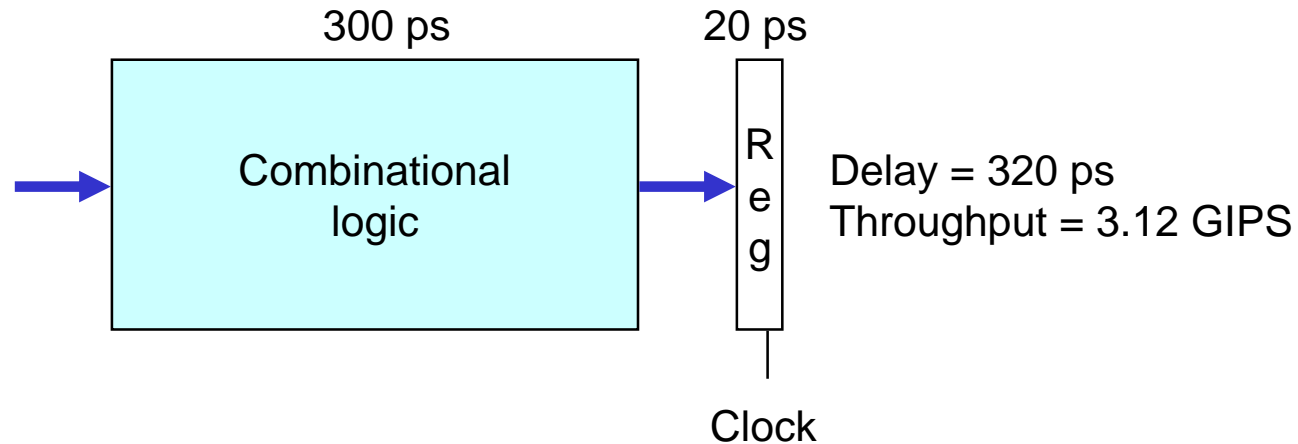 300 ps
20 ps
Combinational
logic
R
e
g
Delay = 320 ps
Throughput = 3.12 GIPS
Clock